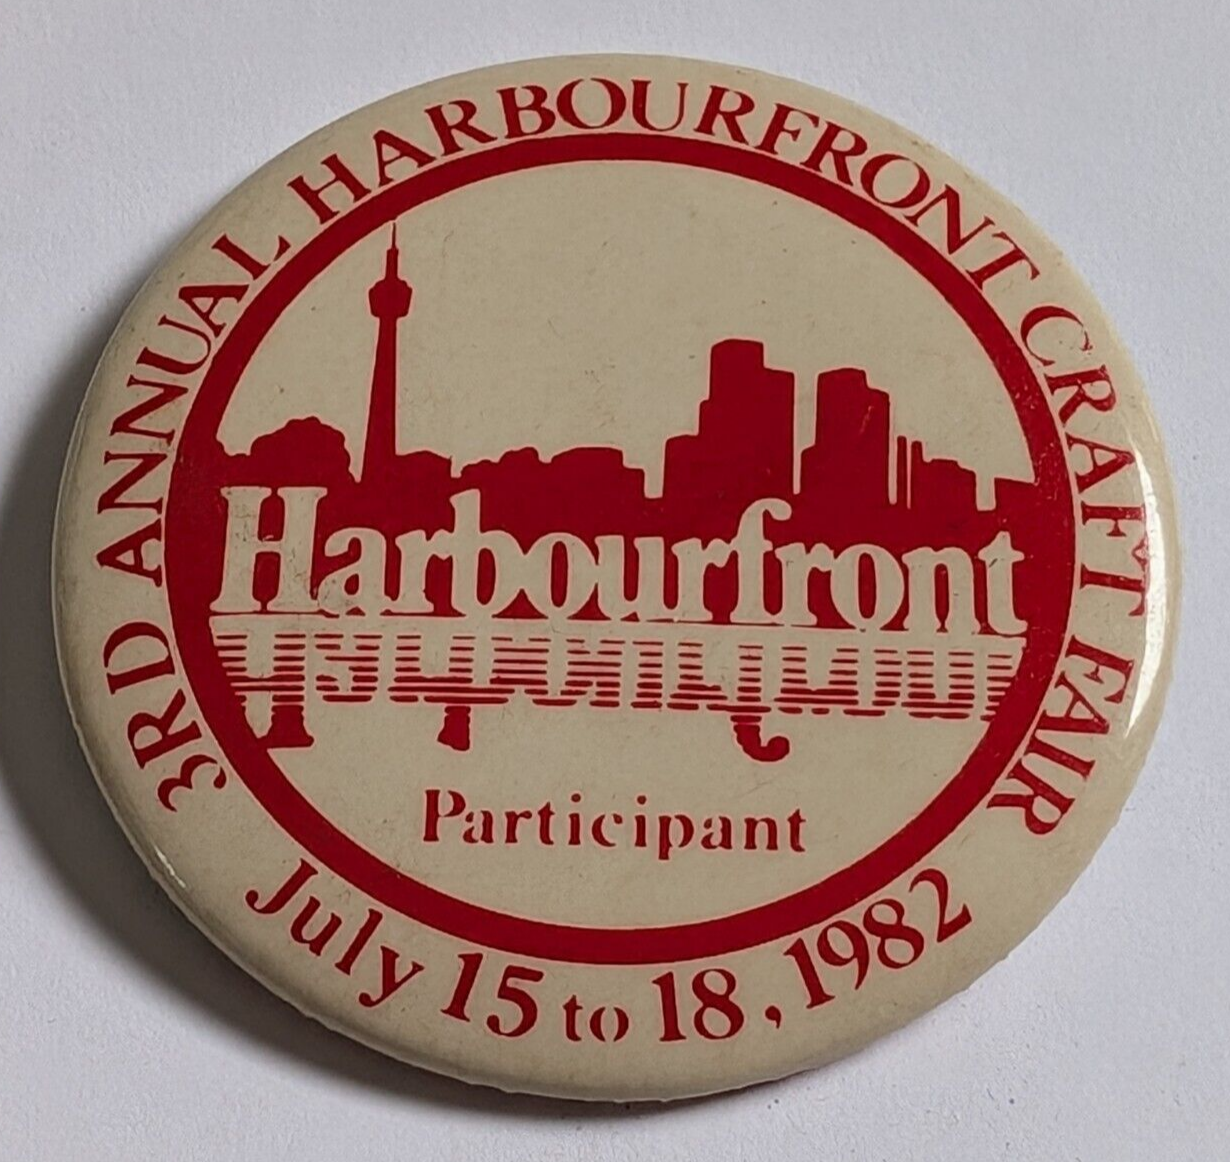 3RD ANNUAL HARBOURFRONT CRAFT FAIR
Harbourfront
Participant
July 15 to 18, 1982